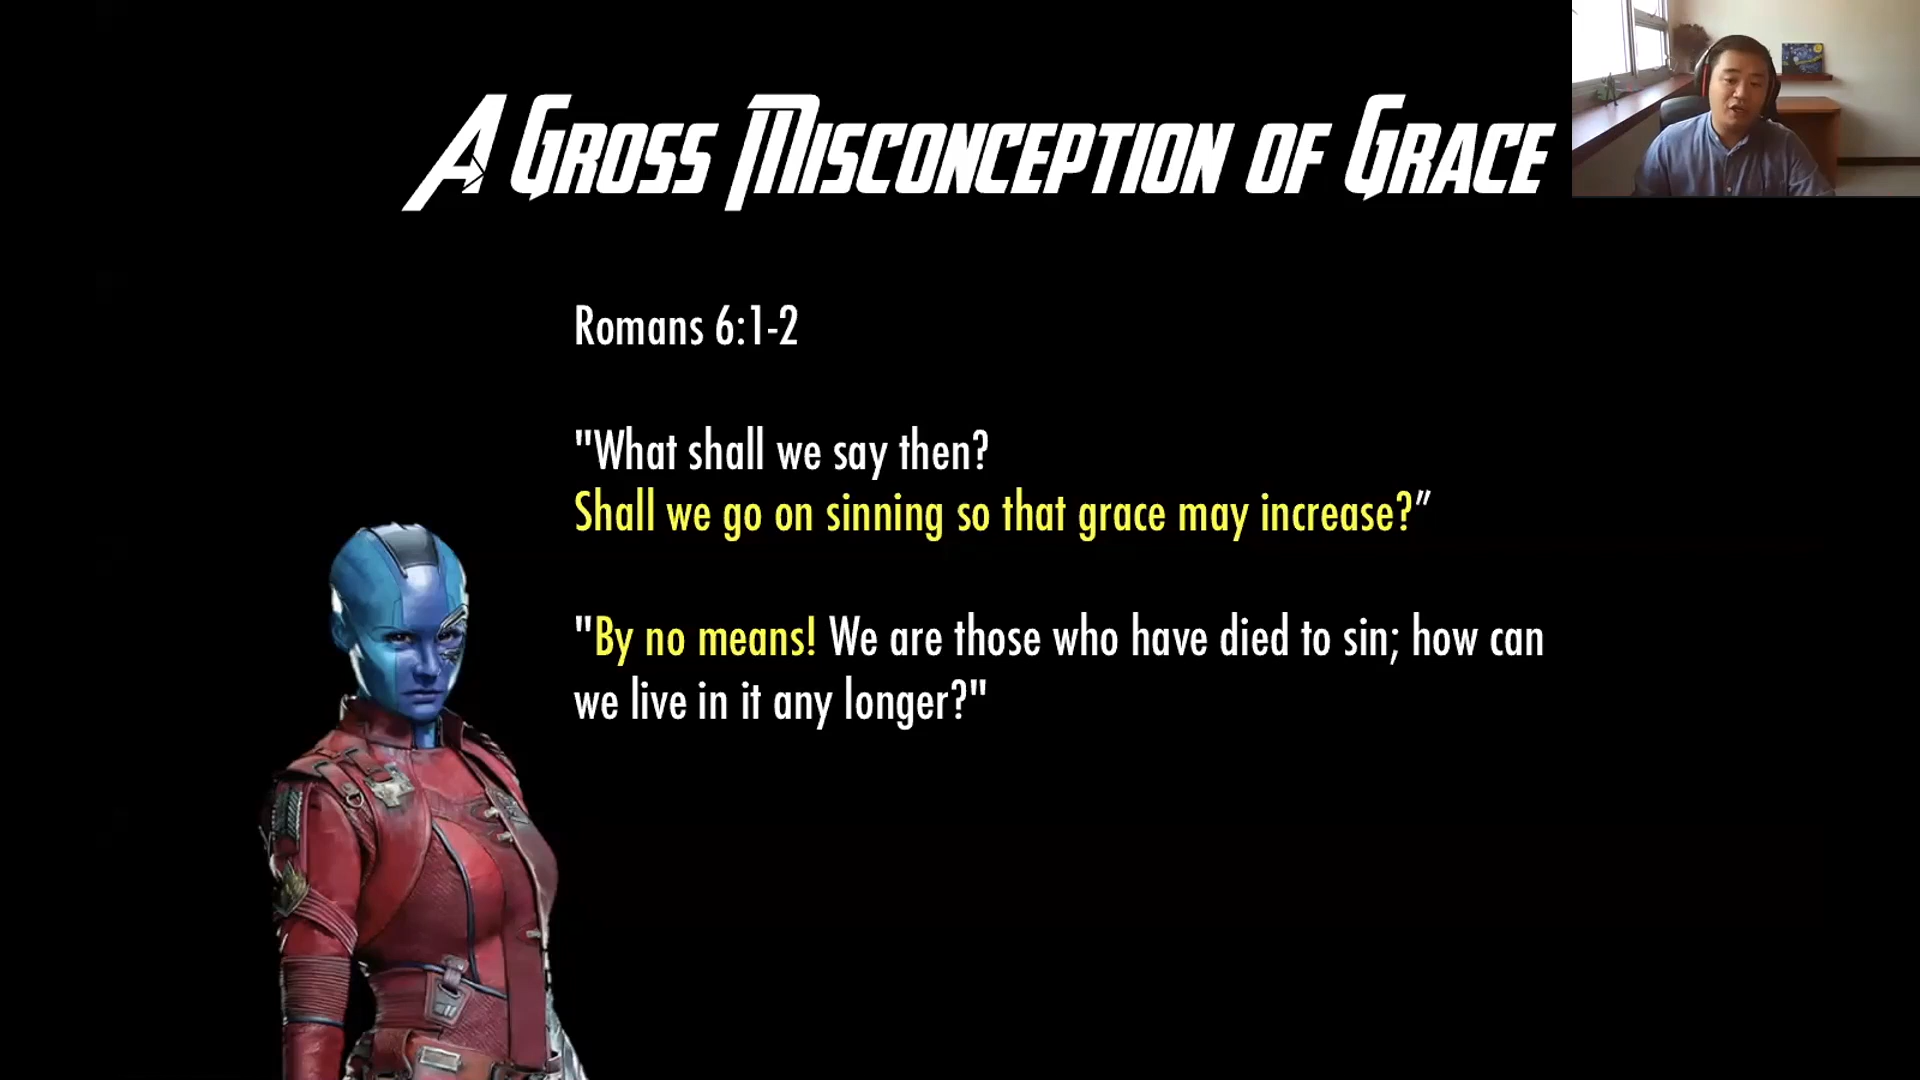 A Gross Misconception of Grace
Romans 6:1-2
"What shall we say then?
Shall we go on sinning so that grace may increase?”
"By no means! We are those who have died to sin; how can
we live in it any longer?"